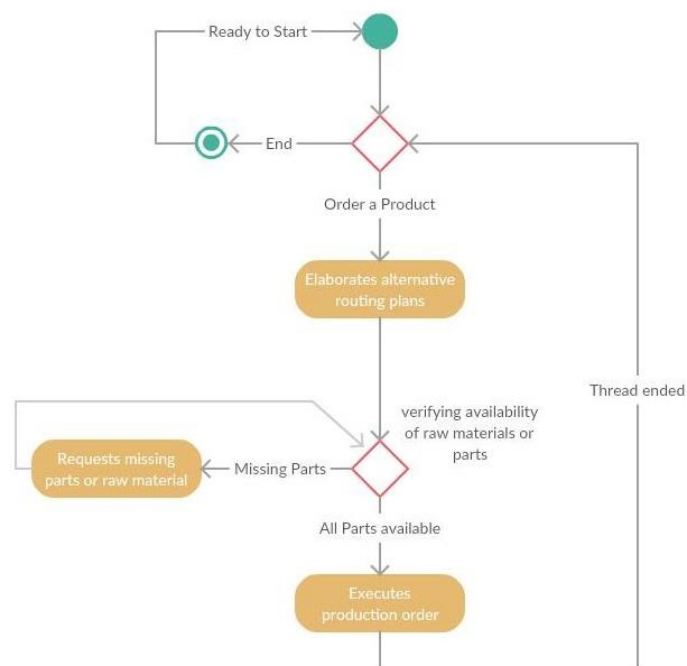 Ready to Start
End
Order a Product
Elaborates alternative
routing plans
Thread ended
verifying availability
of raw materials or
parts
Requests missing
parts or raw material
Missing Parts
All Parts available
Executes
production order